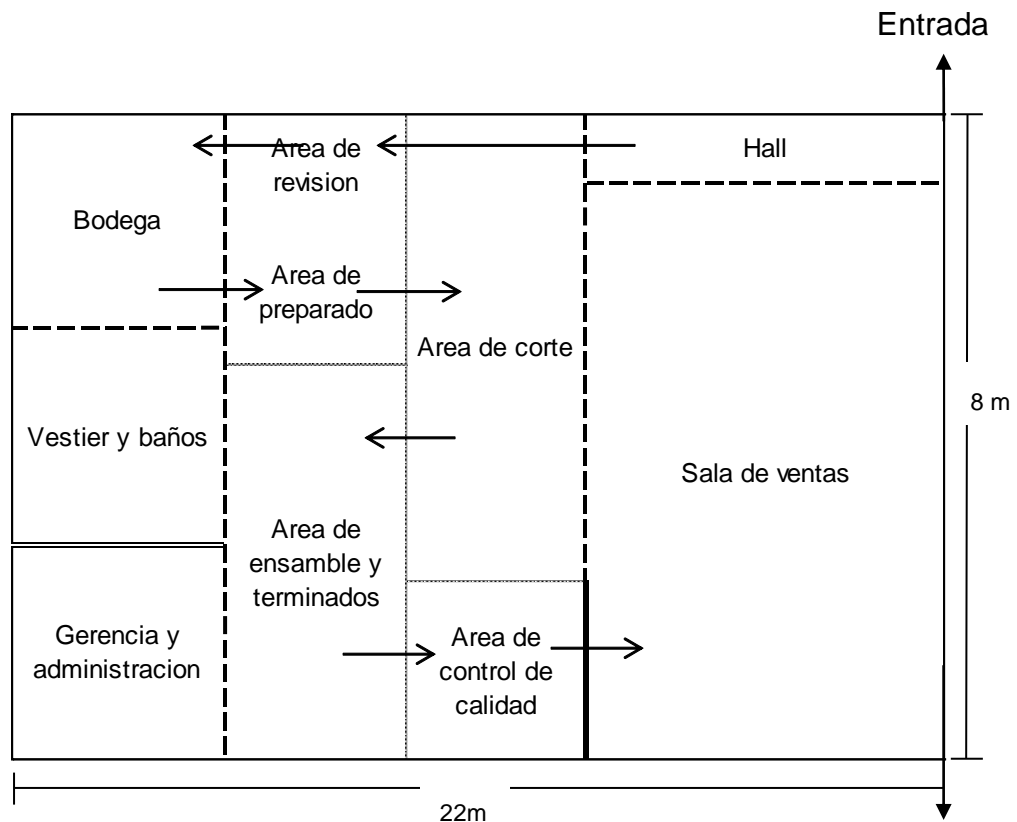 Entrada
Area de
revision
Hall
Bodega
Area de
preparado
Area de corte
8 m
Vestier y baños
Sala de ventas
Area de
ensamble y
terminados
Gerencia y
administracion
Area de
control de
calidad
22m